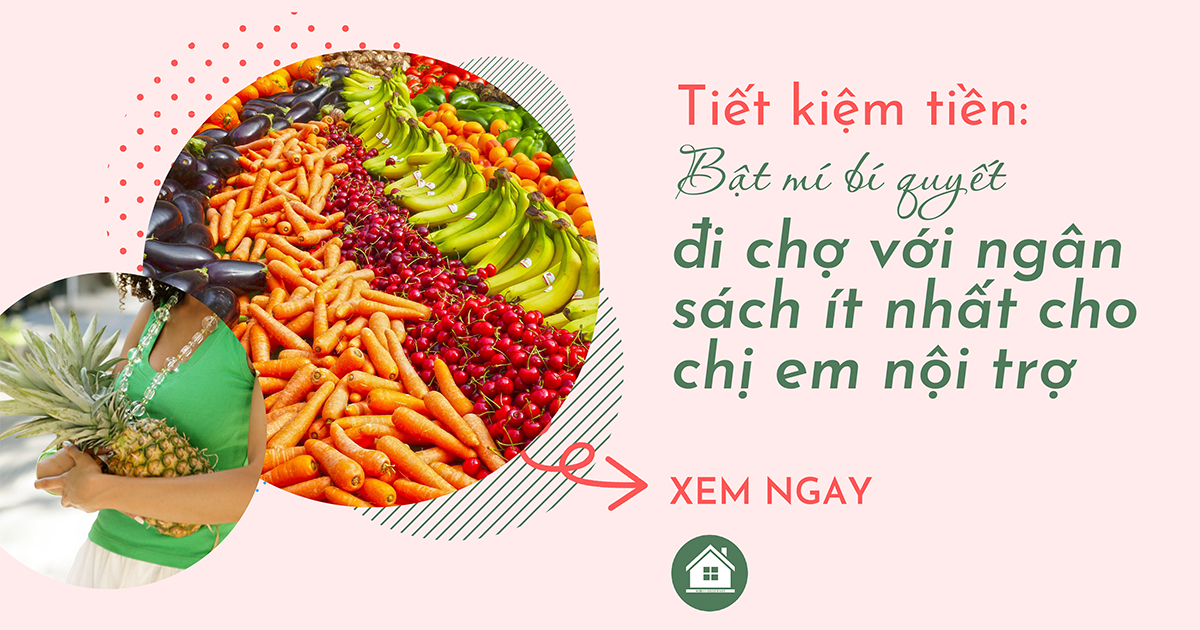 Tiết kiệm tiền:
Bật mí bí quyết
đi chợ với ngân
sách ít nhất cho
chị em nội trợ
XEM NGAY